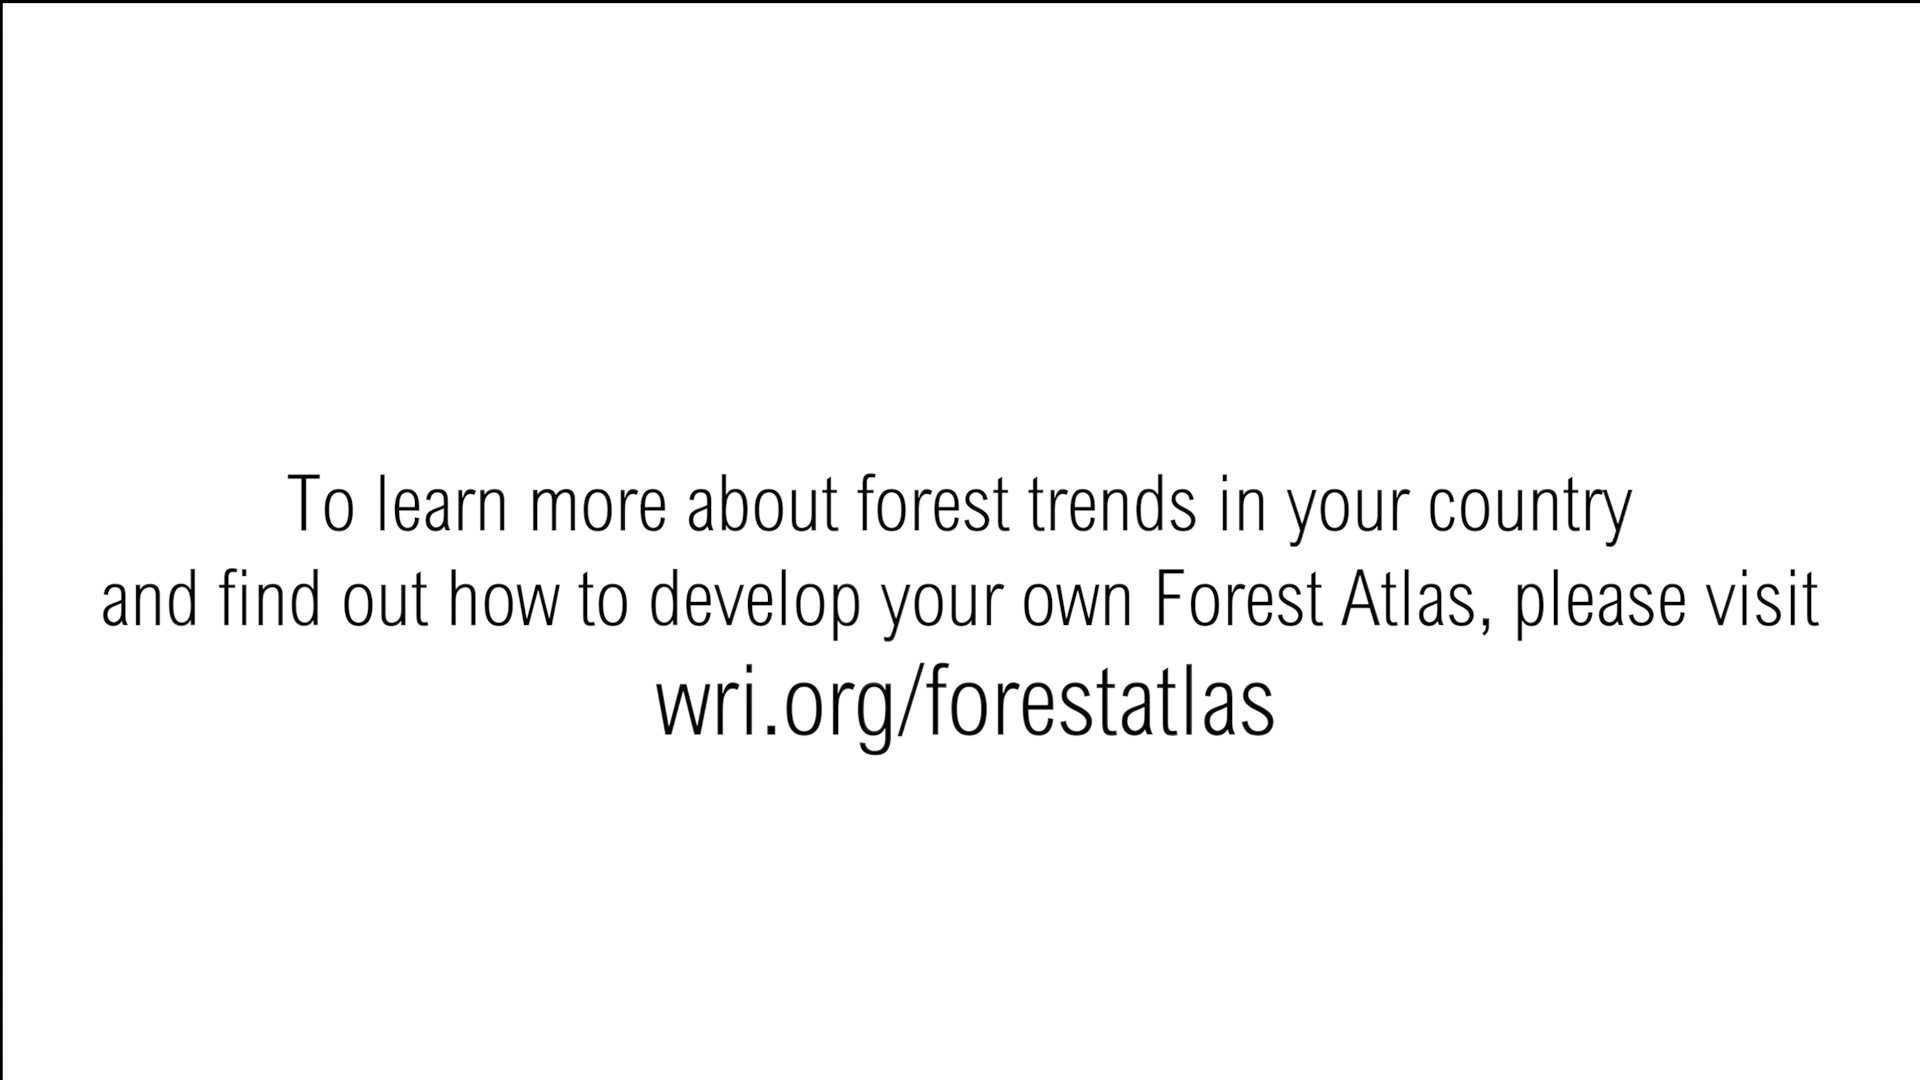 To learn more about forest trends in your country
and find out how to develop your own Forest Atlas, please visit
wri.org/forestatlas